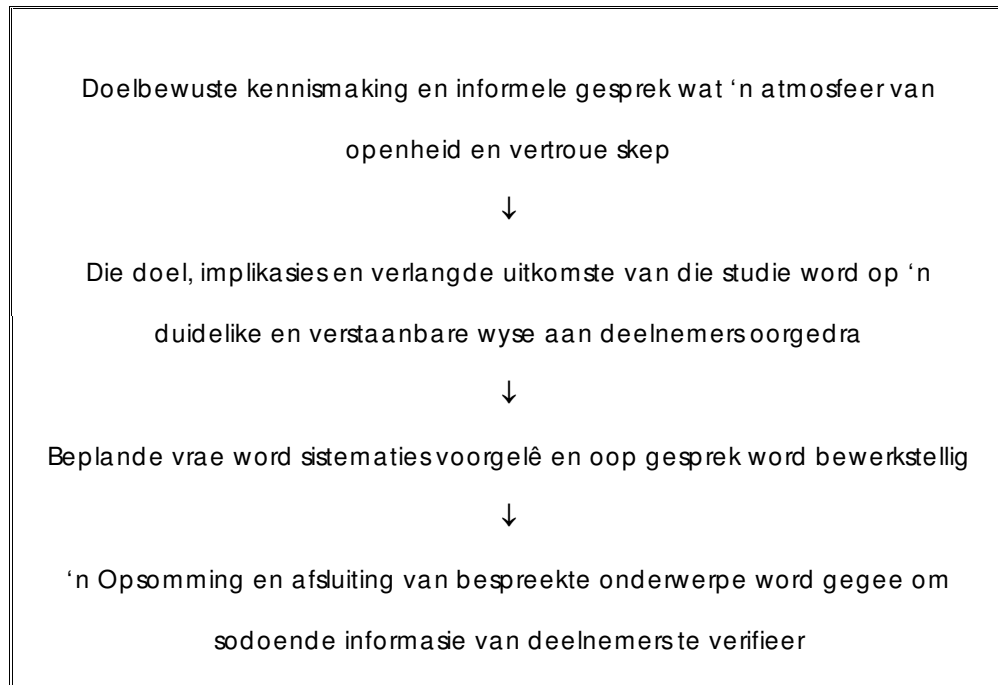 Doelbewuste kennismaking en informele gesprek wat ‘n atmosfeer van
openheid en vertroue skep
↓
Die doel, implikasies en verlangde uitkomste van die studie word op ‘n
duidelike en verstaanbare wyse aan deelnemers oorgedra
↓
Beplande vrae word sistematies voorgelê en oop gesprek word bewerkstellig
↓
‘n Opsomming en afsluiting van bespreekte onderwerpe word gegee om
sodoende informasie van deelnemers te verifieer